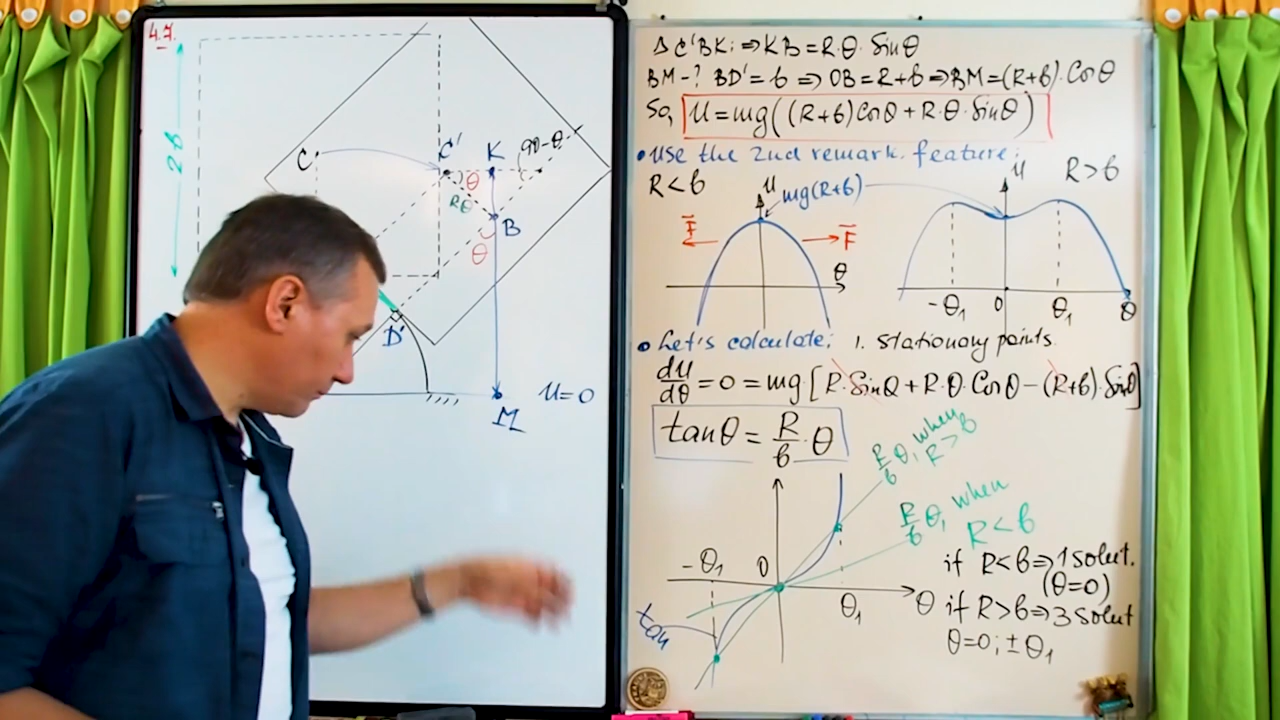 4.7.
2b
C
C'
K
90-θ
θ
Rθ
B
θ
D'
M
U=0
Δ C'BK: ⇒ KB = R·θ·Sinθ
BM-? BD' = b ⇒ OB = R+b ⇒ BM = (R+b)·Cosθ
So, U = mg((R+b)Cosθ + R·θ·Sinθ)
• Use the 2nd remark. feature:
R < b
U
mg(R+b)
U
R > b
F
F
θ
-θ₁
0
θ₁
θ
• Let's calculate: 1. Stationary points
dU/dθ = 0 = mg[R·Sinθ + R·θ·Cosθ - (R+b)·Sinθ]
tanθ = R/b·θ
R/b θ, when
R > b
R/b θ, when
R < b
-θ₁
0
θ₁
θ
tan
if R<b ⇒ 1 solut.
(θ=0)
if R>b ⇒ 3 solut
θ=0; ±θ₁